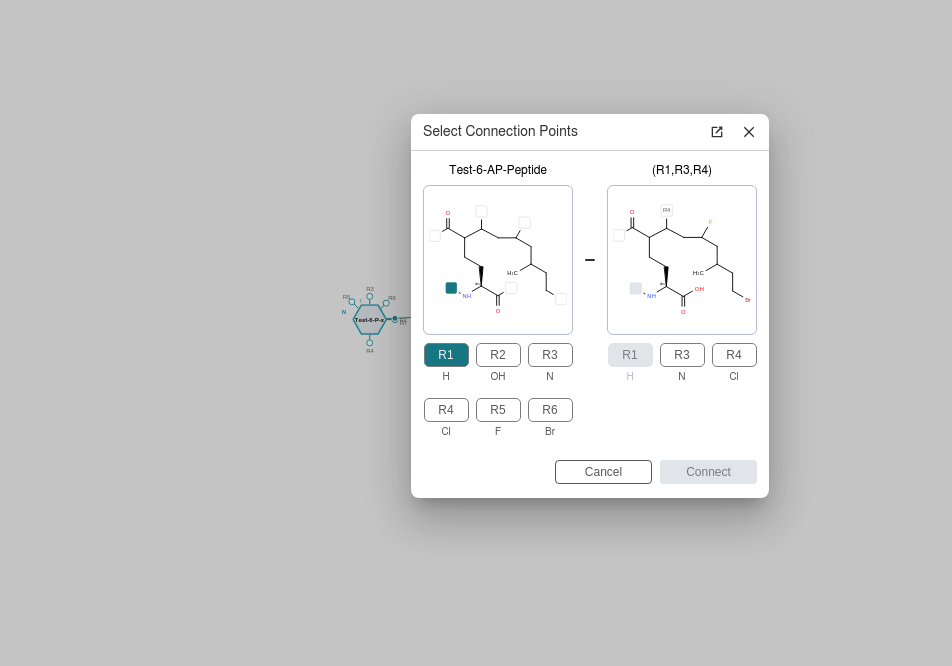 Select Connection Points
Test-6-AP-Peptide
(R1,R3,R4)
O
H₃C
NH
O
O
R4
F
H₃C
NH
OH
O
Br
R1
R2
R3
H
OH
N
R1
R3
R4
H
N
Cl
R4
R5
R6
Cl
F
Br
Cancel
Connect
R3
R5
R6
N
Test-6-P-x
R4